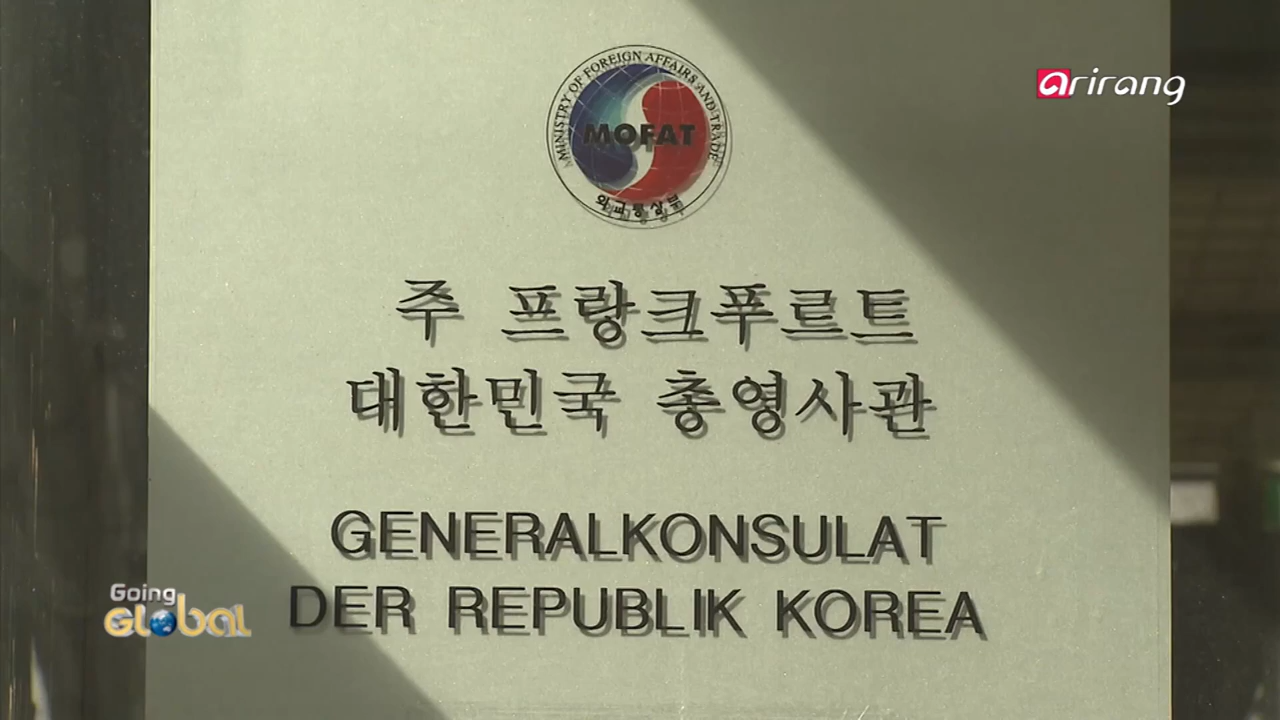 arirang
MINISTRY OF FOREIGN AFFAIRS AND TRADE
MOFAT
외교통상부
주 프랑크푸르트
대한민국 총영사관
GENERALKONSULAT
DER REPUBLIK KOREA
Going
GLOBAL